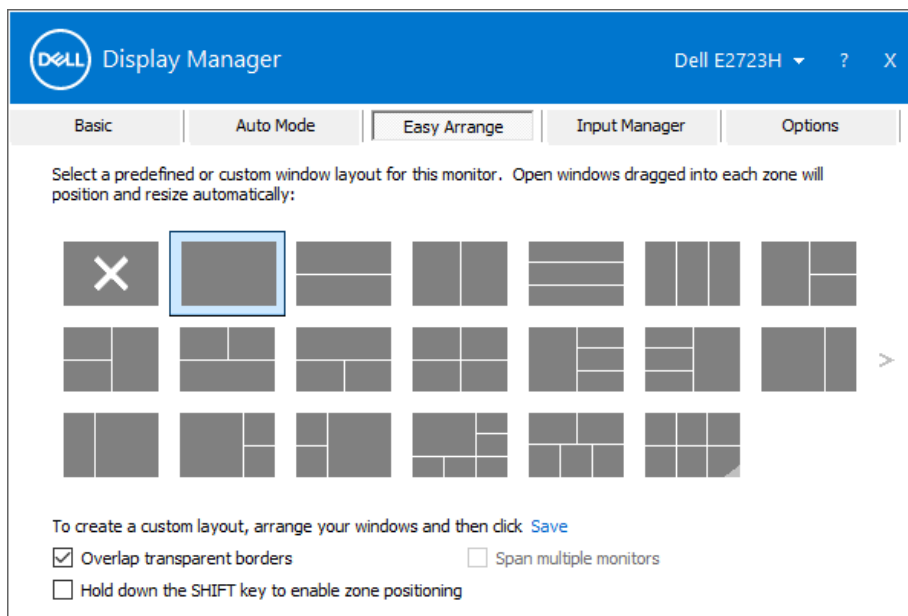 DELL Display Manager Dell E2723H ? X
Basic Auto Mode Easy Arrange Input Manager Options
Select a predefined or custom window layout for this monitor. Open windows dragged into each zone will
position and resize automatically:
>
To create a custom layout, arrange your windows and then click Save
Overlap transparent borders Span multiple monitors
Hold down the SHIFT key to enable zone positioning